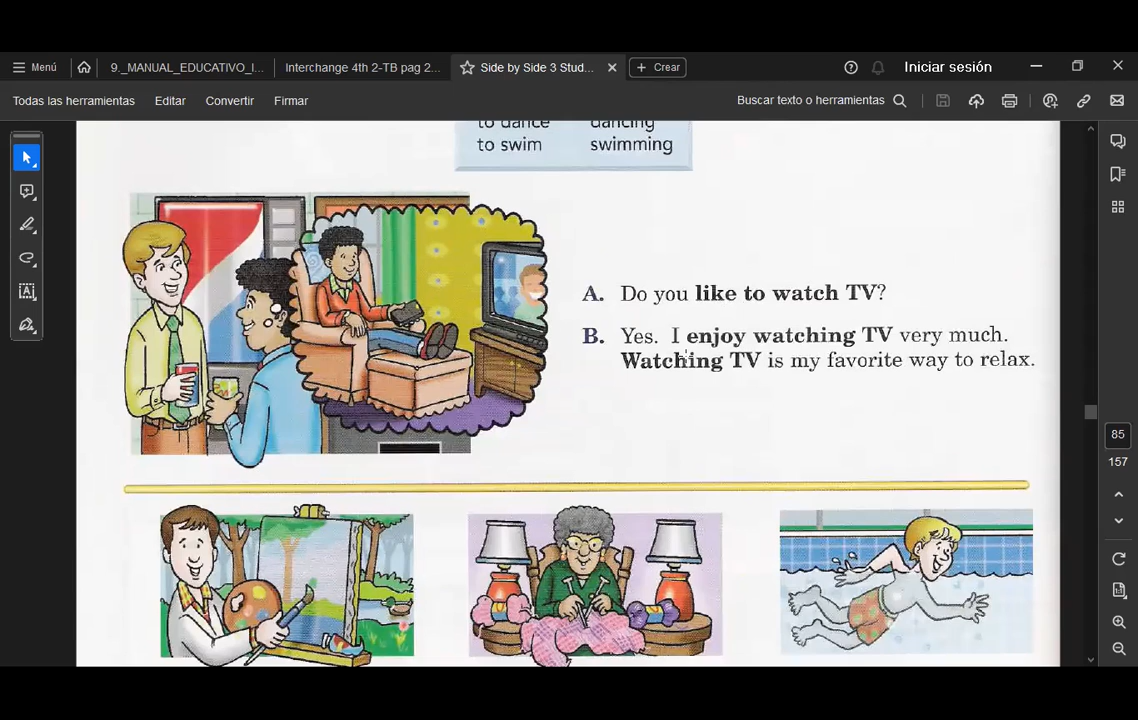 Menú
9._MANUAL_EDUCATIVO_I...
Interchange 4th 2-TB pag 2...
Side by Side 3 Stud...
Crear
Iniciar sesión
Todas las herramientas
Editar
Convertir
Firmar
Buscar texto o herramientas
to dance dancing
to swim swimming
A. Do you like to watch TV?
B. Yes. I enjoy watching TV very much.
Watching TV is my favorite way to relax.
85
157